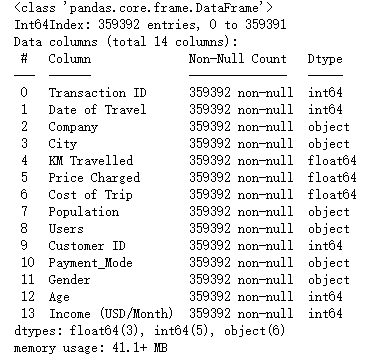 <class 'pandas.core.frame.DataFrame'>
Int64Index: 359392 entries, 0 to 359391
Data columns (total 14 columns):
 #   Column              Non-Null Count   Dtype
---  ------              --------------   -----
 0   Transaction ID      359392 non-null  int64
 1   Date of Travel      359392 non-null  int64
 2   Company             359392 non-null  object
 3   City                359392 non-null  object
 4   KM Travelled        359392 non-null  float64
 5   Price Charged       359392 non-null  float64
 6   Cost of Trip        359392 non-null  float64
 7   Population          359392 non-null  object
 8   Users               359392 non-null  object
 9   Customer ID         359392 non-null  int64
 10  Payment_Mode        359392 non-null  object
 11  Gender              359392 non-null  object
 12  Age                 359392 non-null  int64
 13  Income (USD/Month)  359392 non-null  int64
dtypes: float64(3), int64(5), object(6)
memory usage: 41.1+ MB